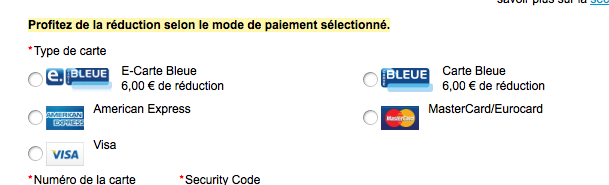 savoir plus sur la
Profitez de la réduction selon le mode de paiement sélectionné.
*Type de carte
e. BLEUE E-Carte Bleue
6,00 € de réduction
BLEUE Carte Bleue
6,00 € de réduction
AMERICAN EXPRESS American Express
MasterCard MasterCard/Eurocard
VISA Visa
*Numéro de la carte
*Security Code